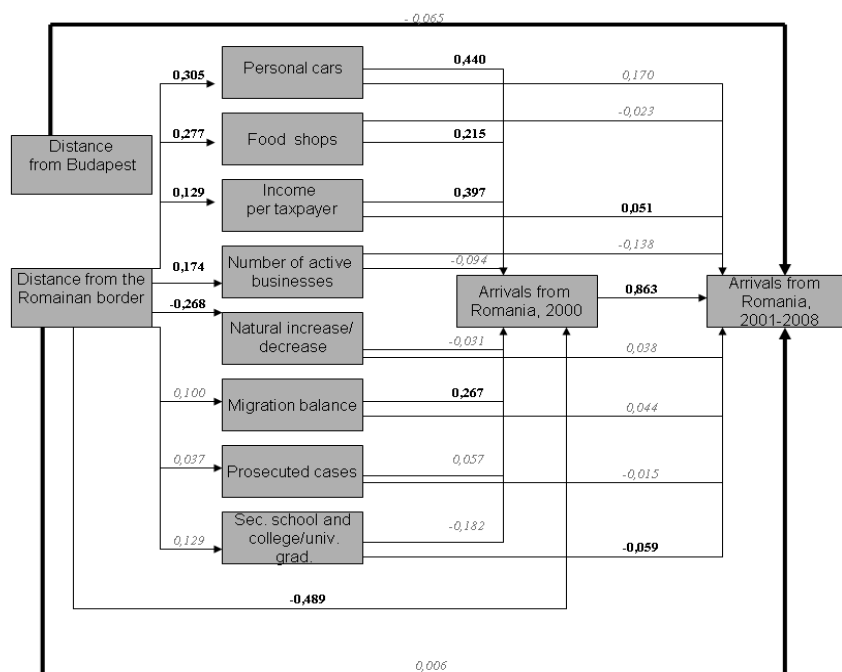 - 0,065
Personal cars
0,305
0,440
0,170
-0,023
Distance
from Budapest
0,277
Food shops
0,215
0,129
Income
per taxpayer
0,397
0,051
0,174
Number of active
businesses
-0,138
-0,094
Distance from the
Romainan border
-0,268
Arrivals from
Romania, 2000
0,863
Arrivals from
Romania,
2001-2008
Natural increase/
decrease
-0,031
0,038
0,100
Migration balance
0,267
0,044
0,037
Prosecuted cases
0,057
-0,015
0,129
Sec. school and
college/univ.
grad.
-0,182
-0,059
-0,489
0,006